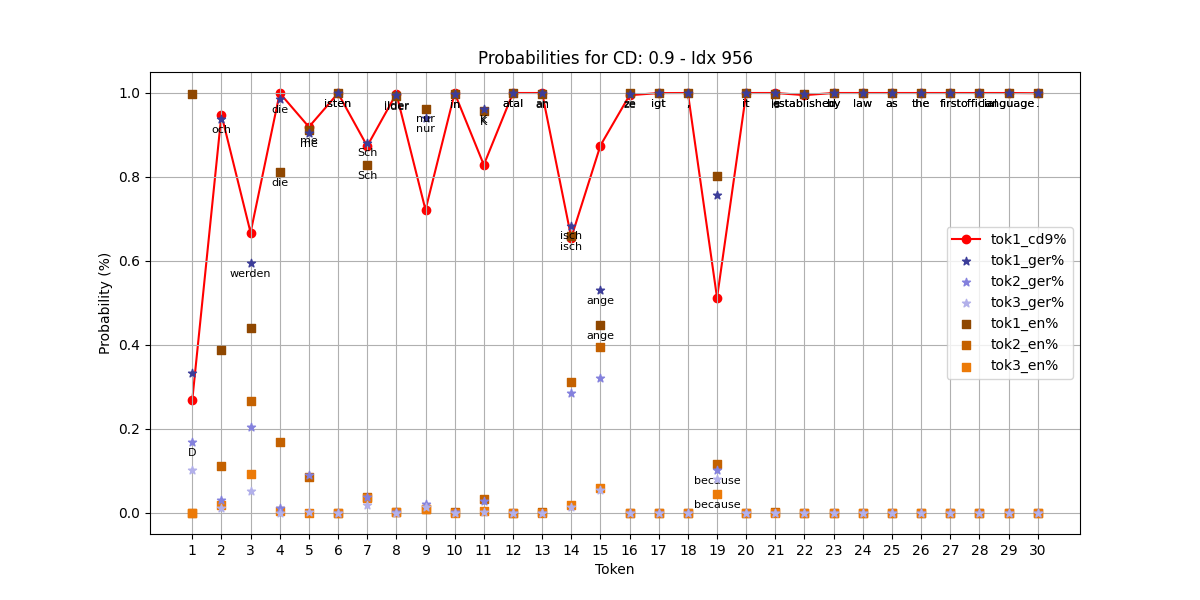 Probabilities for CD: 0.9 - Idx 956
Probability (%)
1.0
0.8
0.6
0.4
0.2
0.0
och
werden
die
die
me
me
isten
Sch
Sch
ilder
nur
nur
in
K
K
atal
an
isch
isch
ange
ange
ze
igt
,
because
because
it
is
established
by
law
as
the
first
official
language
.
D
tok1_cd9%
tok1_ger%
tok2_ger%
tok3_ger%
tok1_en%
tok2_en%
tok3_en%
1 2 3 4 5 6 7 8 9 10 11 12 13 14 15 16 17 18 19 20 21 22 23 24 25 26 27 28 29 30
Token